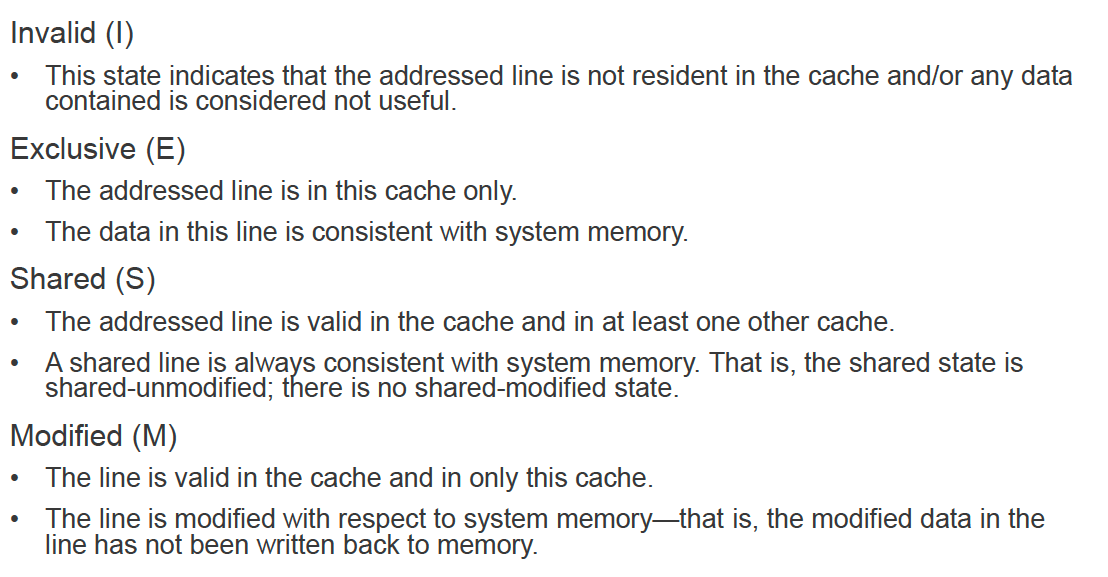 Invalid (I)
• This state indicates that the addressed line is not resident in the cache and/or any data
contained is considered not useful.
Exclusive (E)
• The addressed line is in this cache only.
• The data in this line is consistent with system memory.
Shared (S)
• The addressed line is valid in the cache and in at least one other cache.
• A shared line is always consistent with system memory. That is, the shared state is
shared-unmodified; there is no shared-modified state.
Modified (M)
• The line is valid in the cache and in only this cache.
• The line is modified with respect to system memory—that is, the modified data in the
line has not been written back to memory.